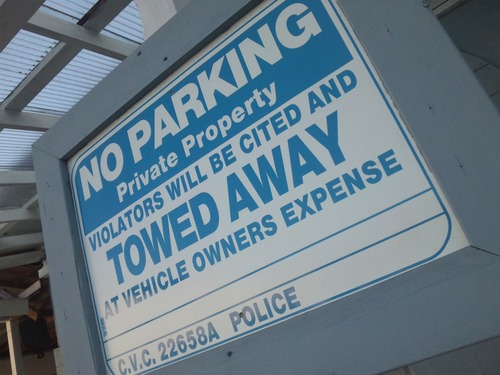 NO PARKING
Private Property
VIOLATORS WILL BE CITED AND
TOWED AWAY
AT VEHICLE OWNERS EXPENSE
C.V.C. 22658A POLICE